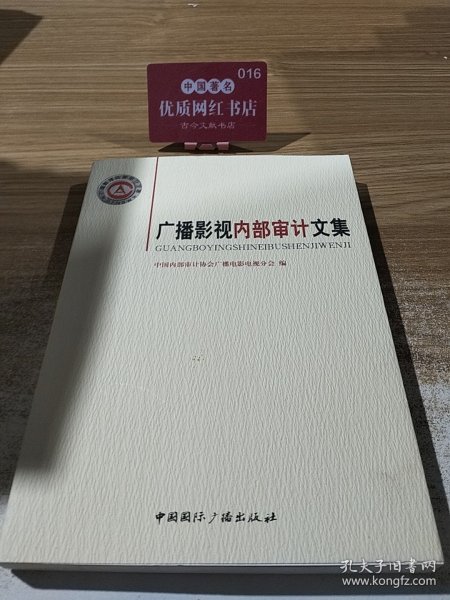 016
中国著名
优质网红书店
古今文献书店
广播影视内部审计文集
GUANGBOYINGSHINEIBUSHENJIWENJI
中国内部审计协会广播电影电视分会 编
中国国际广播出版社
孔夫子旧书网
www.kongfz.com